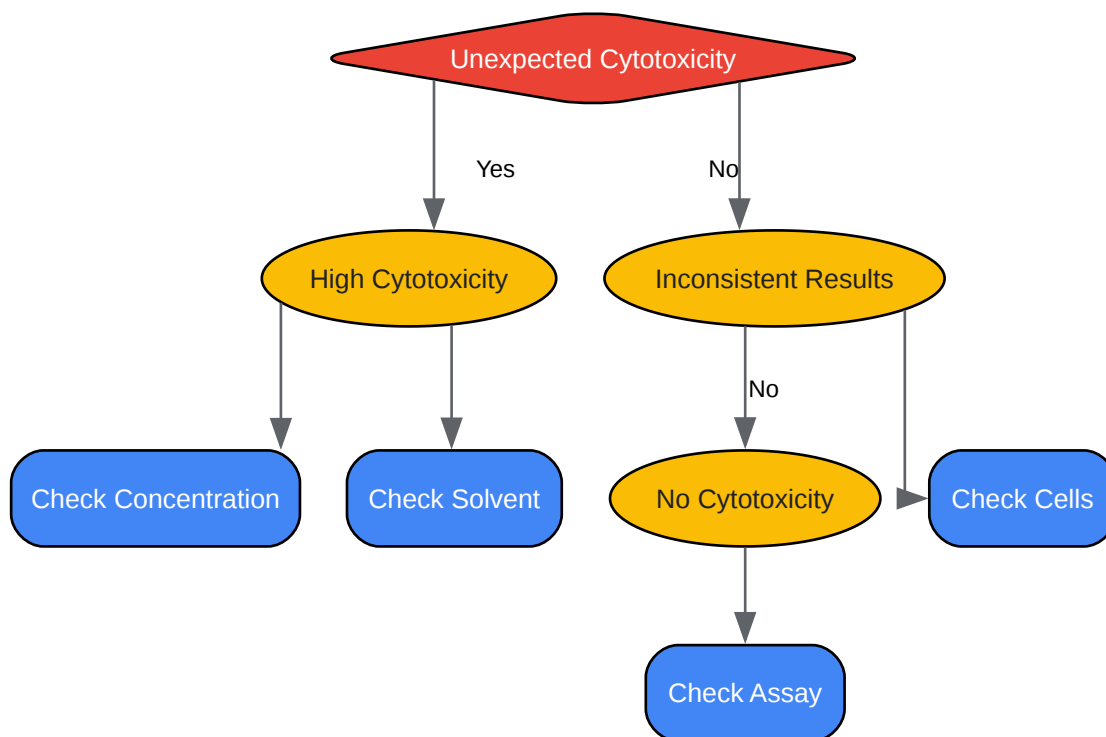 Unexpected Cytotoxicity
Yes
No
High Cytotoxicity
Inconsistent Results
No
Check Concentration
Check Solvent
No Cytotoxicity
Check Cells
Check Assay